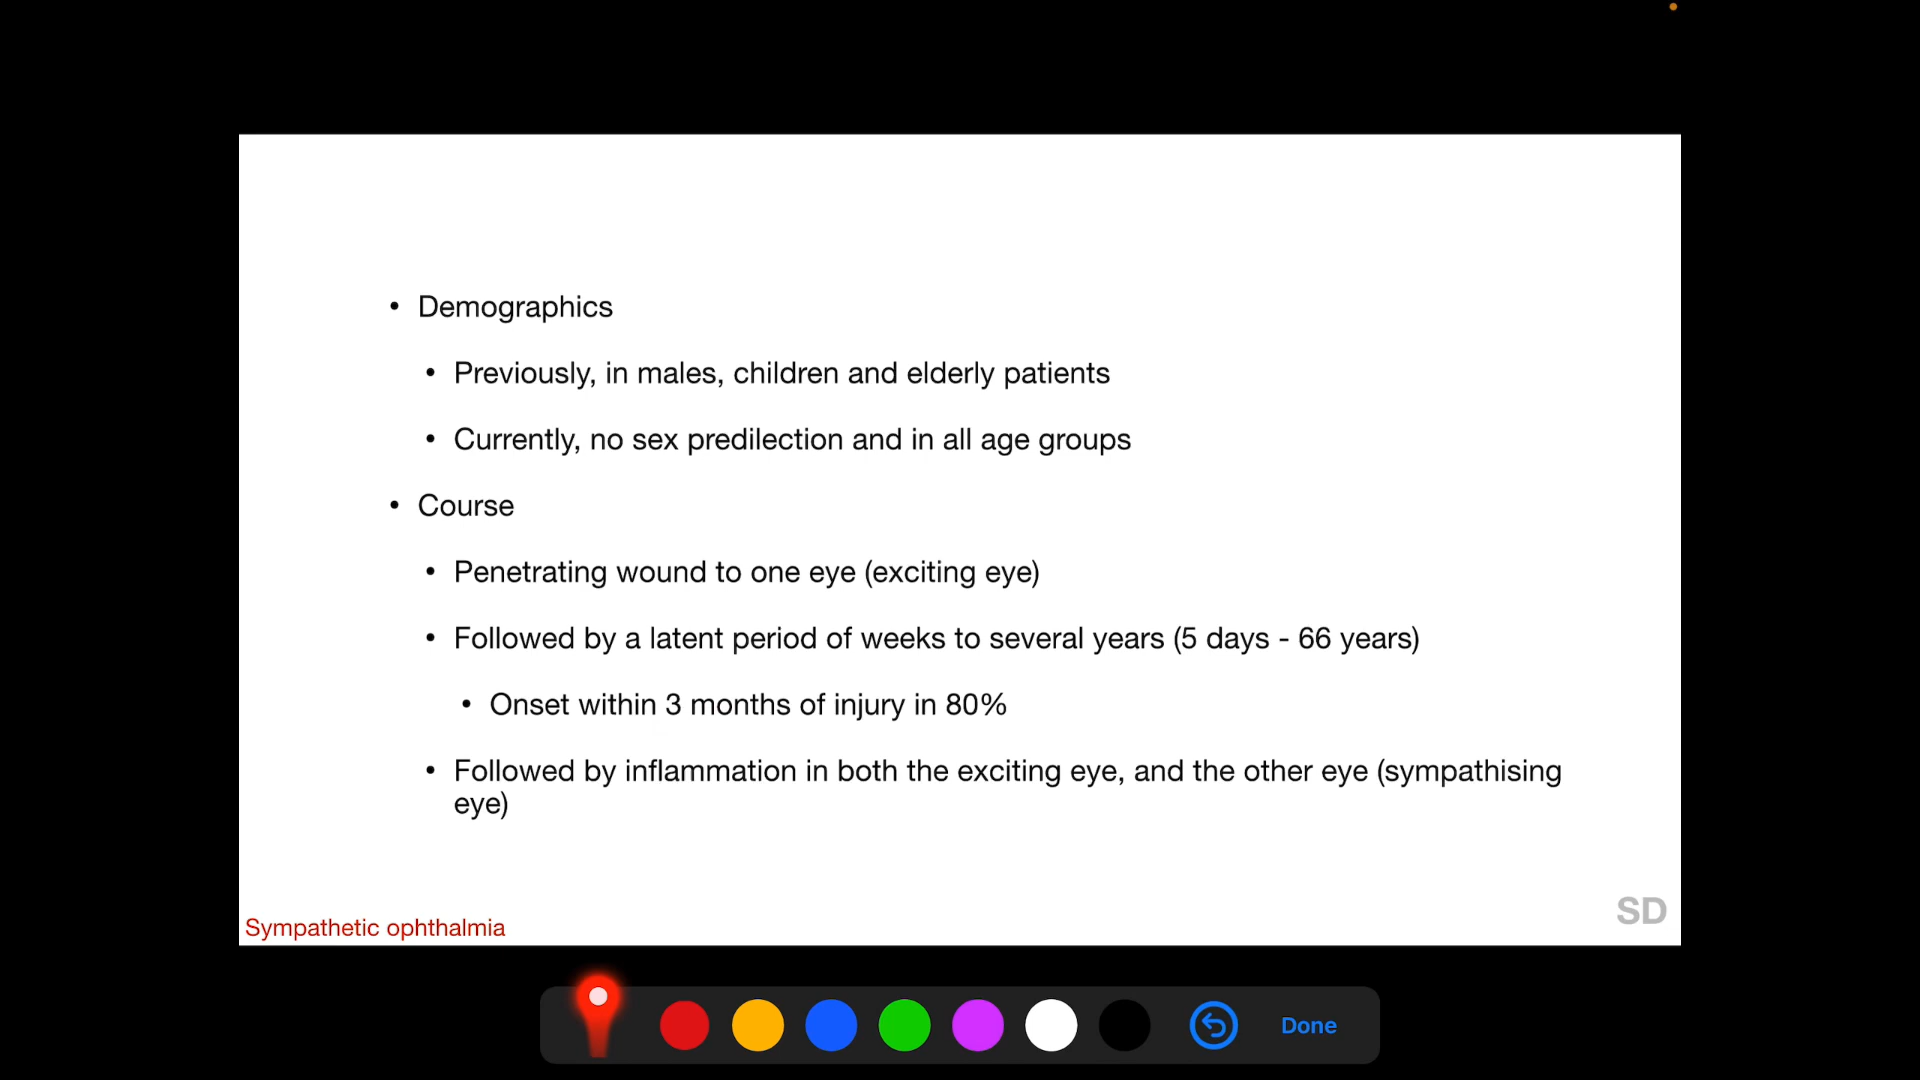 • Demographics
• Previously, in males, children and elderly patients
• Currently, no sex predilection and in all age groups
• Course
• Penetrating wound to one eye (exciting eye)
• Followed by a latent period of weeks to several years (5 days - 66 years)
• Onset within 3 months of injury in 80%
• Followed by inflammation in both the exciting eye, and the other eye (sympathising
eye)
SD
Sympathetic ophthalmia
Done